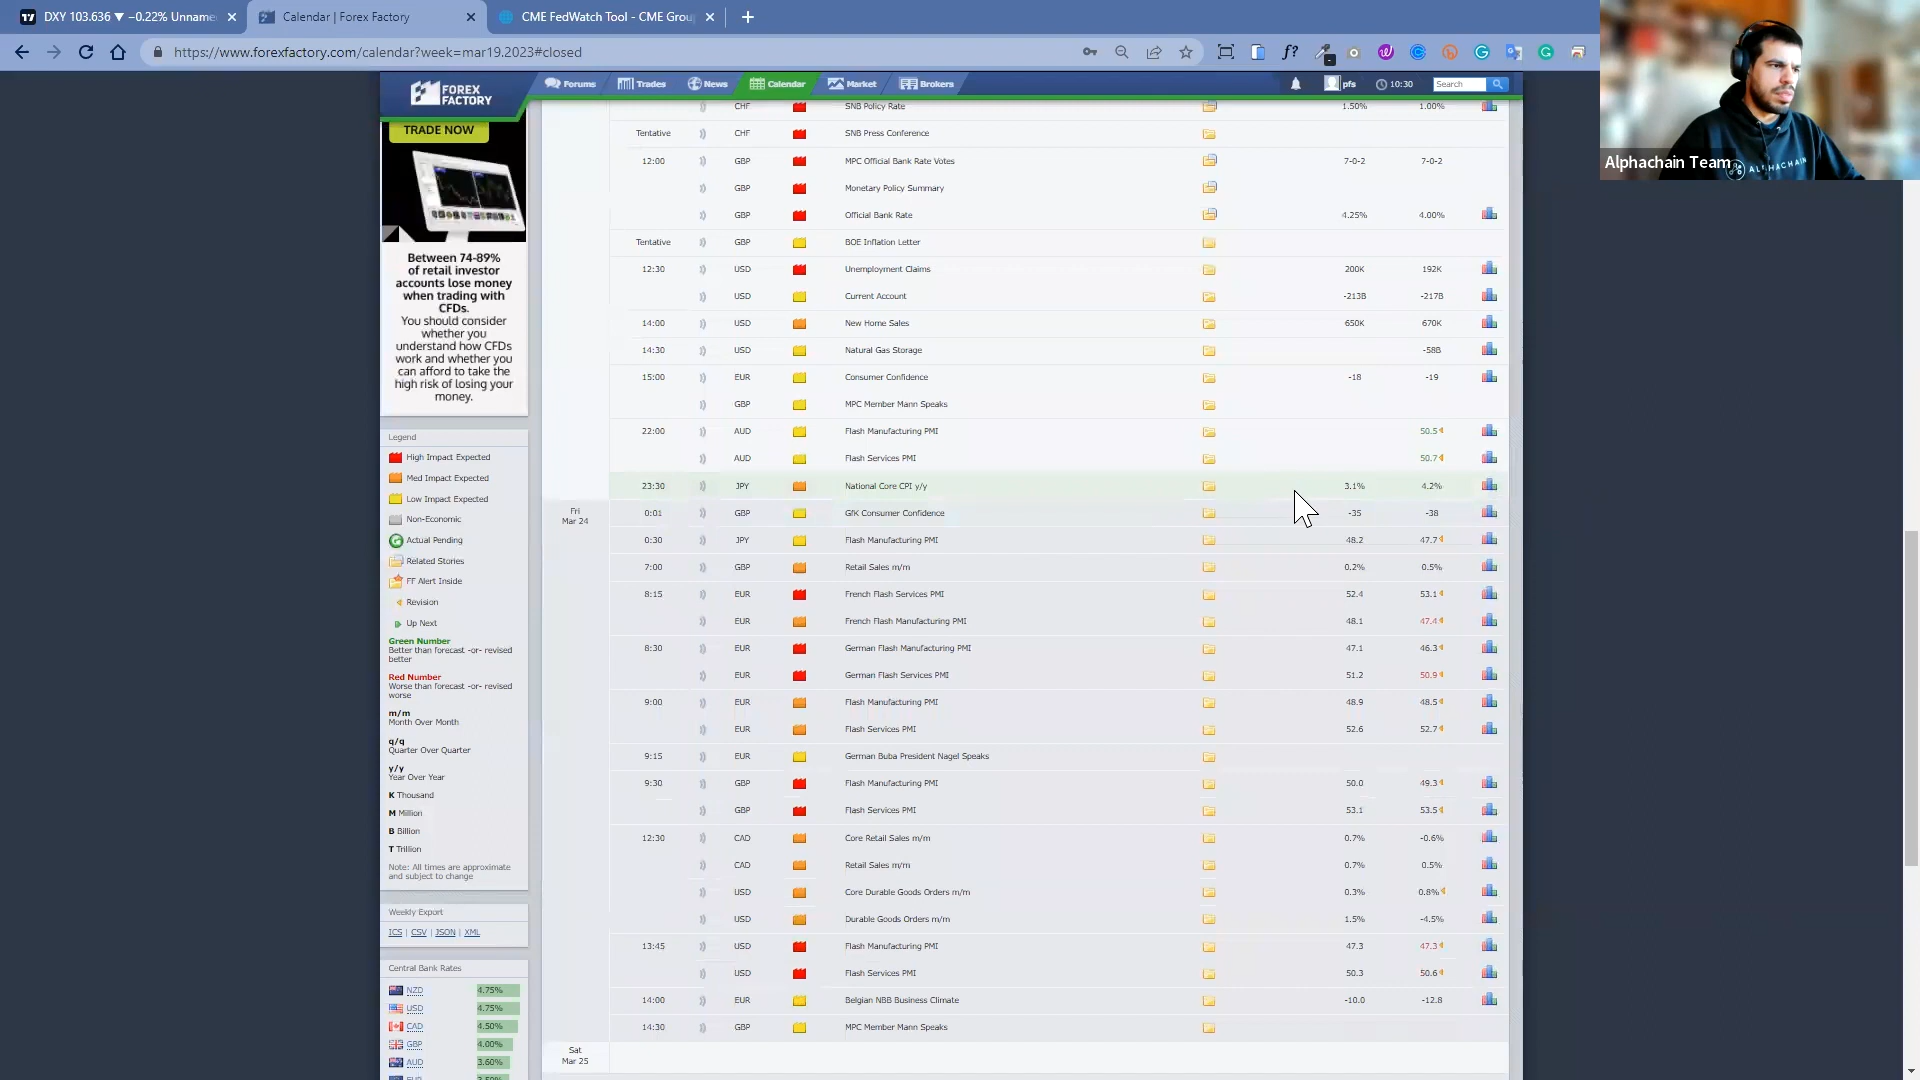 DXY 103.636 ▼ −0.22% Unname
Calendar | Forex Factory
CME FedWatch Tool - CME Grou
https://www.forexfactory.com/calendar?week=mar19.2023#closed
FOREX FACTORY
Forums Trades News Calendar Market Brokers
pfs
10:30
Search
Alphachain Team
ALPHACHAIN
TRADE NOW
Between 74-89%
of retail investor
accounts lose money
when trading with
CFDs.
You should consider
whether you
understand how CFDs
work and whether you
can afford to take the
high risk of losing your
money.
Legend
High Impact Expected
Med Impact Expected
Low Impact Expected
Non-Economic
Actual Pending
Related Stories
FF Alert Inside
Revision
Up Next
Green Number
Better than forecast -or- revised
better
Red Number
Worse than forecast -or- revised
worse
m/m
Month Over Month
q/q
Quarter Over Quarter
y/y
Year Over Year
K Thousand
M Million
B Billion
T Trillion
Note: All times are approximate
and subject to change
Weekly Export
ICS | CSV | JSON | XML
Central Bank Rates
NZD 4.75%
USD 4.75%
CAD 4.50%
GBP 4.00%
AUD 3.60%
CHF SNB Policy Rate 1.50% 1.00%
Tentative CHF SNB Press Conference
12:00 GBP MPC Official Bank Rate Votes 7-0-2 7-0-2
GBP Monetary Policy Summary
GBP Official Bank Rate 4.25% 4.00%
Tentative GBP BOE Inflation Letter
12:30 USD Unemployment Claims 200K 192K
USD Current Account -213B -217B
14:00 USD New Home Sales 650K 670K
14:30 USD Natural Gas Storage -58B
15:00 EUR Consumer Confidence -18 -19
GBP MPC Member Mann Speaks
22:00 AUD Flash Manufacturing PMI 50.5
AUD Flash Services PMI 50.7
23:30 JPY National Core CPI y/y 3.1% 4.2%
Fri
Mar 24
0:01 GBP GfK Consumer Confidence -35 -38
0:30 JPY Flash Manufacturing PMI 48.2 47.7
7:00 GBP Retail Sales m/m 0.2% 0.5%
8:15 EUR French Flash Services PMI 52.4 53.1
EUR French Flash Manufacturing PMI 48.1 47.4
8:30 EUR German Flash Manufacturing PMI 47.1 46.3
EUR German Flash Services PMI 51.2 50.9
9:00 EUR Flash Manufacturing PMI 48.9 48.5
EUR Flash Services PMI 52.6 52.7
9:15 EUR German Buba President Nagel Speaks
9:30 GBP Flash Manufacturing PMI 50.0 49.3
GBP Flash Services PMI 53.1 53.5
12:30 CAD Core Retail Sales m/m 0.7% -0.6%
CAD Retail Sales m/m 0.7% 0.5%
USD Core Durable Goods Orders m/m 0.3% 0.8%
USD Durable Goods Orders m/m 1.5% -4.5%
13:45 USD Flash Manufacturing PMI 47.3 47.3
USD Flash Services PMI 50.3 50.6
14:00 EUR Belgian NBB Business Climate -10.0 -12.8
14:30 GBP MPC Member Mann Speaks
Sat
Mar 25